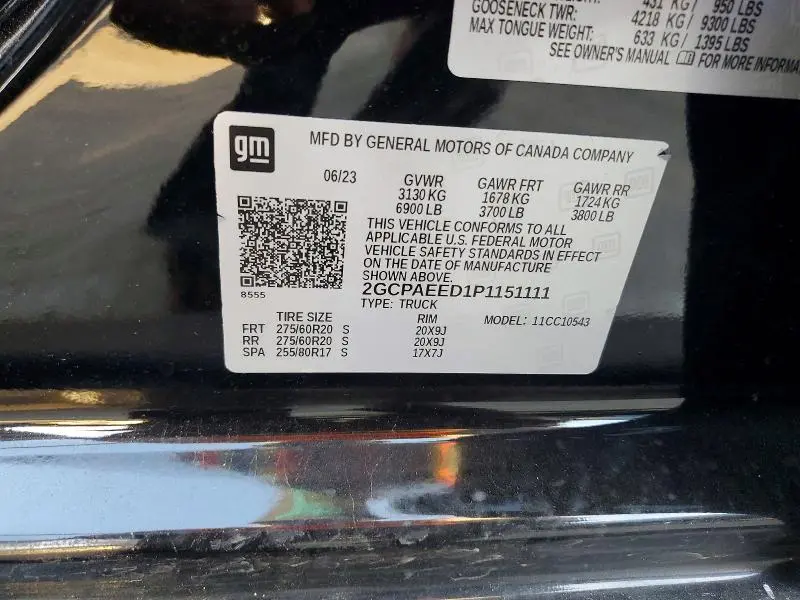 431 KG / 950 LBS
GOOSENECK TWR: 4218 KG / 9300 LBS
MAX TONGUE WEIGHT: 633 KG / 1395 LBS
SEE OWNER'S MANUAL FOR MORE
gm
MFD BY GENERAL MOTORS OF CANADA COMPANY
06/23 GVWR GAWR FRT GAWR RR
3130 KG 1678 KG 1724 KG
6900 LB 3700 LB 3800 LB
THIS VEHICLE CONFORMS TO ALL
APPLICABLE U.S. FEDERAL MOTOR
VEHICLE SAFETY STANDARDS IN EFFECT
ON THE DATE OF MANUFACTURE
SHOWN ABOVE.
8555
2GCPAEED1P1151111
TYPE: TRUCK
TIRE SIZE RIM MODEL: 11CC10543
FRT 275/60R20 S 20X9J
RR 275/60R20 S 20X9J
SPA 255/80R17 S 17X7J